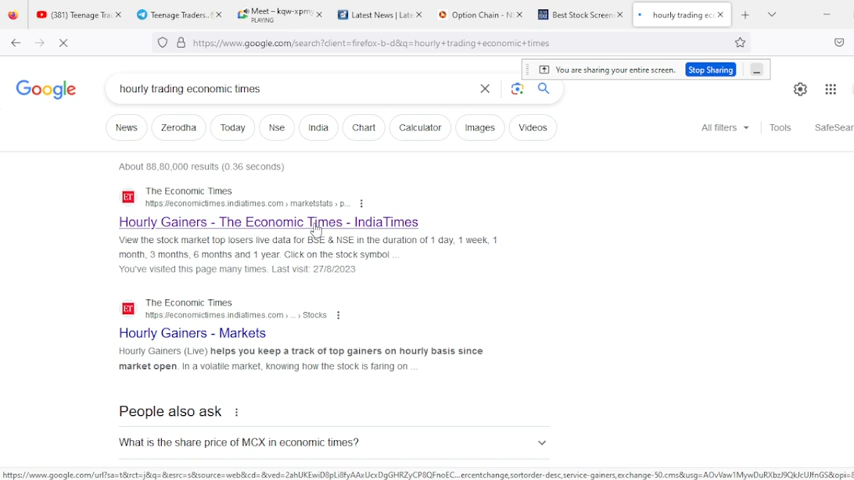 (381) Teenage Tra
Teenage Traders..
Meet – kqw-xpmy
PLAYING
Latest News | Late
Option Chain - NS
Best Stock Screen
hourly trading eco
https://www.google.com/search?client=firefox-b-d&q=hourly+trading+economic+times
You are sharing your entire screen.
Stop Sharing
Google
hourly trading economic times
News
Zerodha
Today
Nse
India
Chart
Calculator
Images
Videos
All filters
Tools
SafeSear
About 88,80,000 results (0.36 seconds)
ET
The Economic Times
https://economictimes.indiatimes.com › marketstats › p...
Hourly Gainers - The Economic Times - IndiaTimes
View the stock market top losers live data for BSE & NSE in the duration of 1 day, 1 week, 1
month, 3 months, 6 months and 1 year. Click on the stock symbol ...
You've visited this page many times. Last visit: 27/8/2023
ET
The Economic Times
https://economictimes.indiatimes.com › ... › Stocks
Hourly Gainers - Markets
Hourly Gainers (Live) helps you keep a track of top gainers on hourly basis since
market open. In a volatile market, knowing how the stock is faring on ...
People also ask
What is the share price of MCX in economic times?